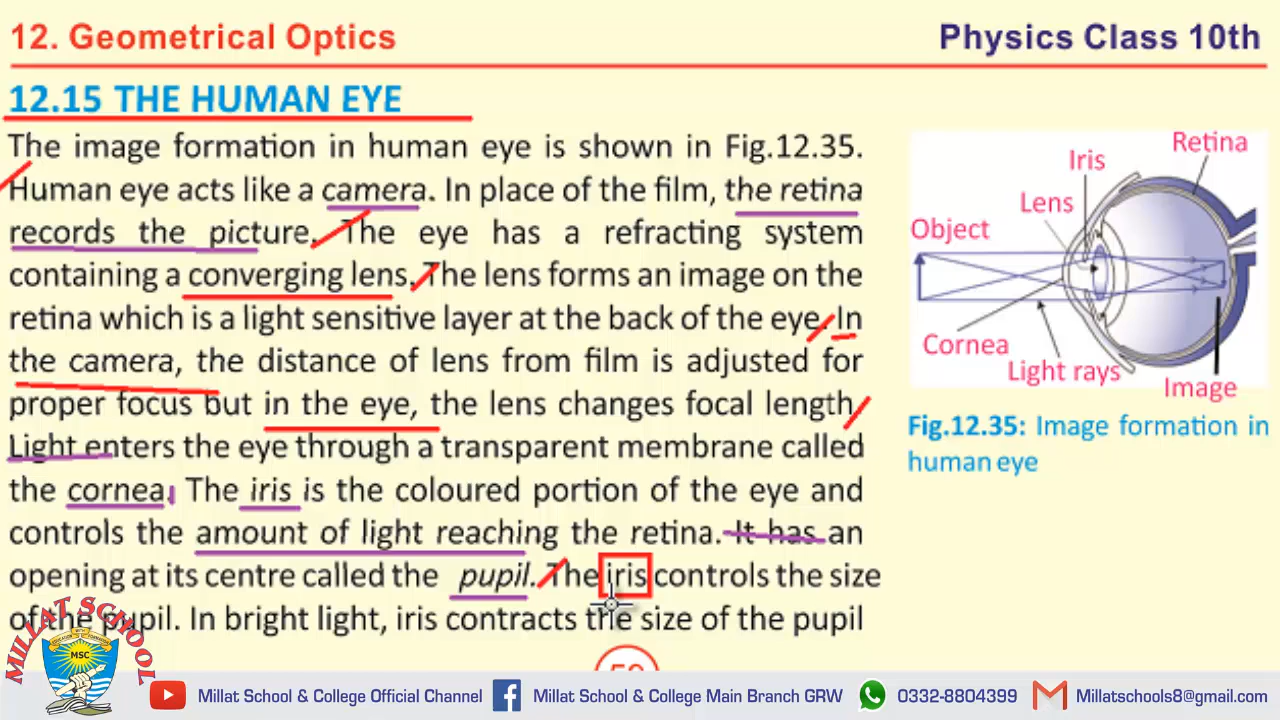 12. Geometrical Optics
Physics Class 10th
12.15 THE HUMAN EYE
The image formation in human eye is shown in Fig.12.35.
Human eye acts like a camera. In place of the film, the retina
records the picture. The eye has a refracting system
containing a converging lens. The lens forms an image on the
retina which is a light sensitive layer at the back of the eye. In
the camera, the distance of lens from film is adjusted for
proper focus but in the eye, the lens changes focal length.
Light enters the eye through a transparent membrane called
the cornea. The iris is the coloured portion of the eye and
controls the amount of light reaching the retina. It has an
opening at its centre called the pupil. The iris controls the size
of the pupil. In bright light, iris contracts the size of the pupil
Retina
Iris
Lens
Object
Cornea
Light rays
Image
Fig.12.35: Image formation in
human eye
MILLAT SCHOOL
MSC
Millat School & College Official Channel
Millat School & College Main Branch GRW
0332-8804399
Millatschools8@gmail.com